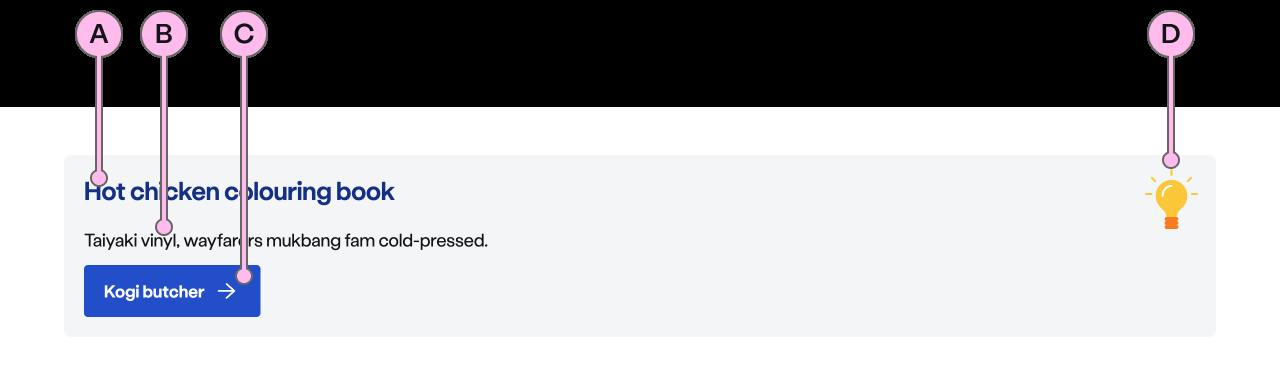 A B C D
Hot chicken colouring book
Taiyaki vinyl, wayfarers mukbang fam cold-pressed.
Kogi butcher